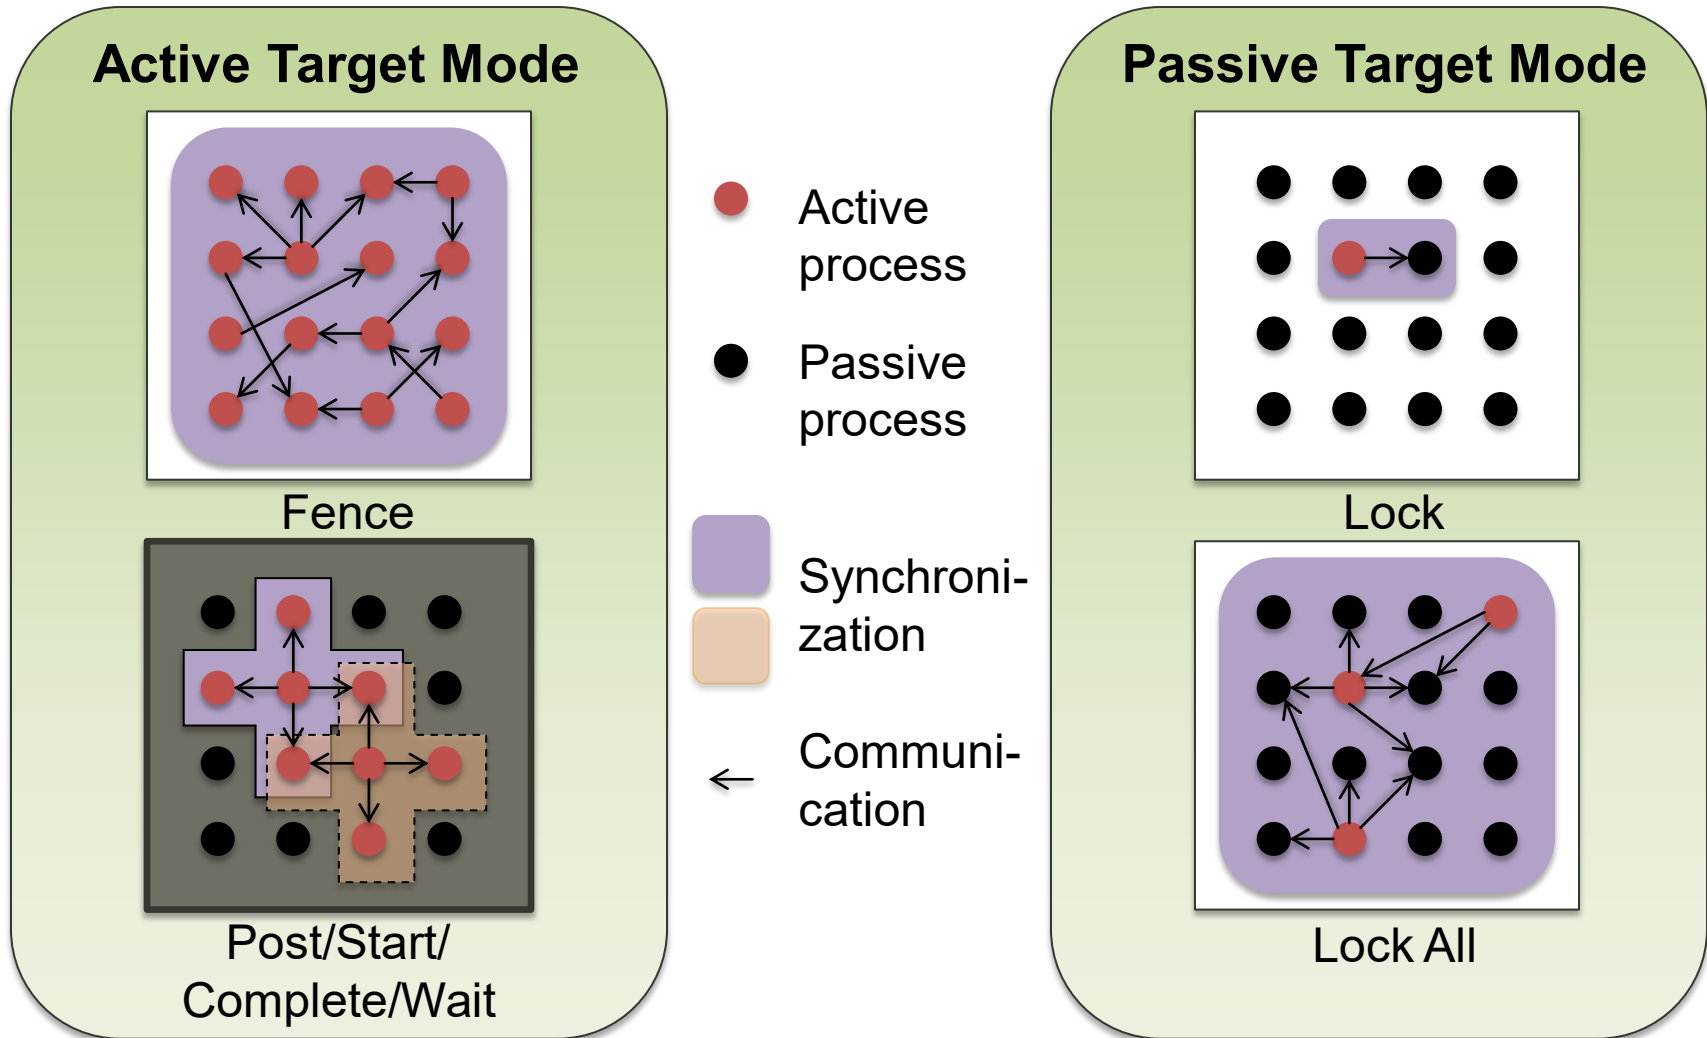 Active Target Mode
Fence
Post/Start/
Complete/Wait
Active
process
Passive
process
Synchroni-
zation
Communi-
cation
Passive Target Mode
Lock
Lock All